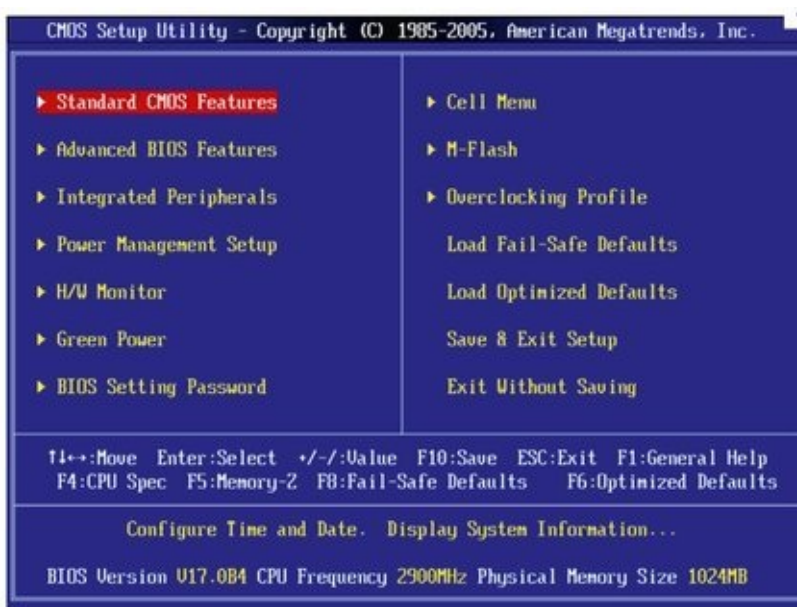 CMOS Setup Utility - Copyright (C) 1985-2005, American Megatrends, Inc.
▶ Standard CMOS Features
▶ Advanced BIOS Features
▶ Integrated Peripherals
▶ Power Management Setup
▶ H/W Monitor
▶ Green Power
▶ BIOS Setting Password
▶ Cell Menu
▶ M-Flash
▶ Overclocking Profile
Load Fail-Safe Defaults
Load Optimized Defaults
Save & Exit Setup
Exit Without Saving
↑↓←→:Move Enter:Select +/-/:Value F10:Save ESC:Exit F1:General Help
F4:CPU Spec F5:Memory-Z F8:Fail-Safe Defaults F6:Optimized Defaults
Configure Time and Date. Display System Information...
BIOS Version V17.0B4 CPU Frequency 2900MHz Physical Memory Size 1024MB